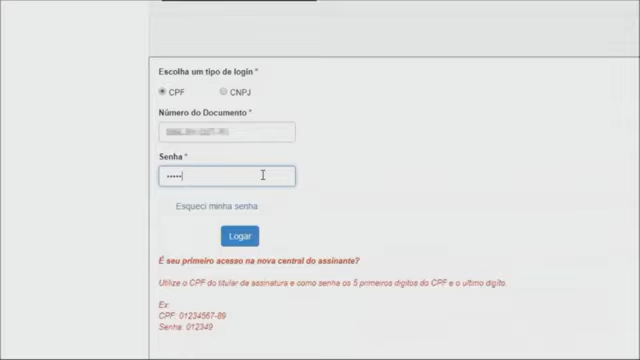 Escolha um tipo de login *
CPF
CNPJ
Número do Documento *
Senha *
•••••
Esqueci minha senha
Logar
É seu primeiro acesso na nova central do assinante?
Utilize o CPF do titular da assinatura e como senha os 5 primeiros dígitos do CPF e o ultimo digito.
Ex:
CPF: 01234567-89
Senha: 012349